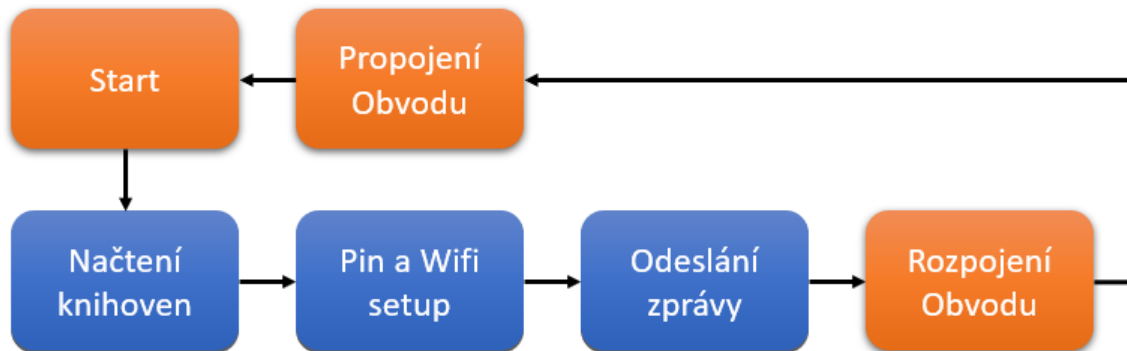 Start
Propojení
Obvodu
Načtení
knihoven
Pin a Wifi
setup
Odeslání
zprávy
Rozpojení
Obvodu